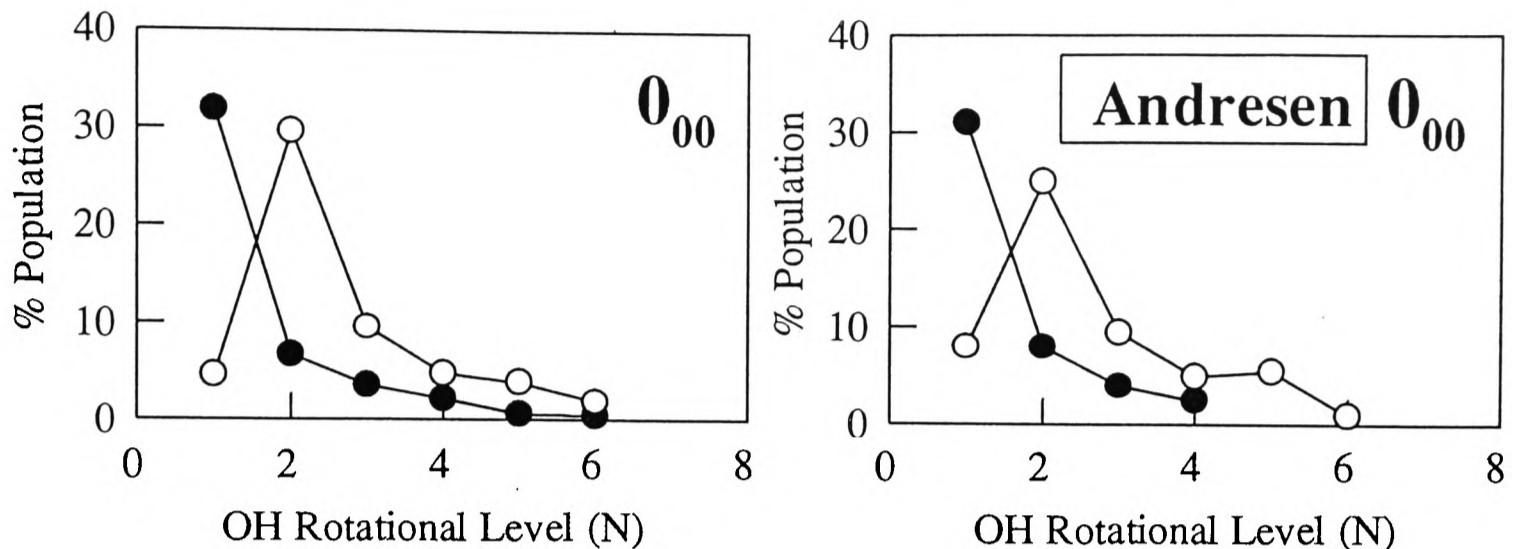 40
30
20
10
0
% Population
0₀₀
0 2 4 6 8
OH Rotational Level (N)
40
30
20
10
0
% Population
Andresen 0₀₀
0 2 4 6 8
OH Rotational Level (N)